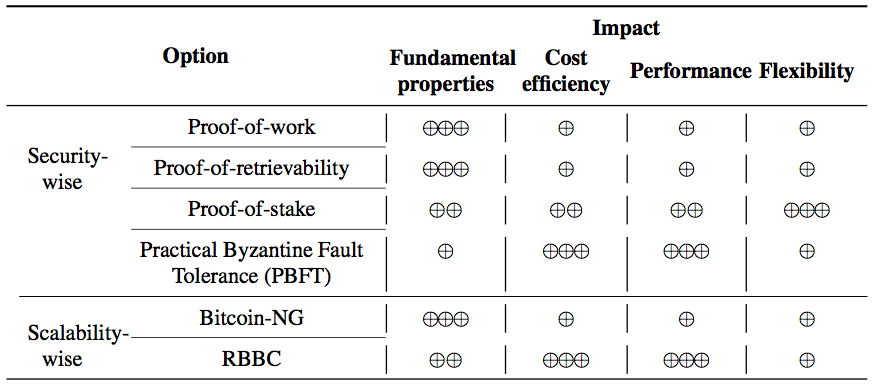 Impact
Option Fundamental properties Cost efficiency Performance Flexibility
Security-wise
Proof-of-work ⊕⊕⊕ ⊕ ⊕ ⊕
Proof-of-retrievability ⊕⊕⊕ ⊕ ⊕ ⊕
Proof-of-stake ⊕⊕ ⊕⊕ ⊕⊕ ⊕⊕⊕
Practical Byzantine Fault
Tolerance (PBFT) ⊕ ⊕⊕⊕ ⊕⊕⊕ ⊕
Scalability-wise
Bitcoin-NG ⊕⊕⊕ ⊕ ⊕ ⊕
RBBC ⊕⊕ ⊕⊕⊕ ⊕⊕⊕ ⊕